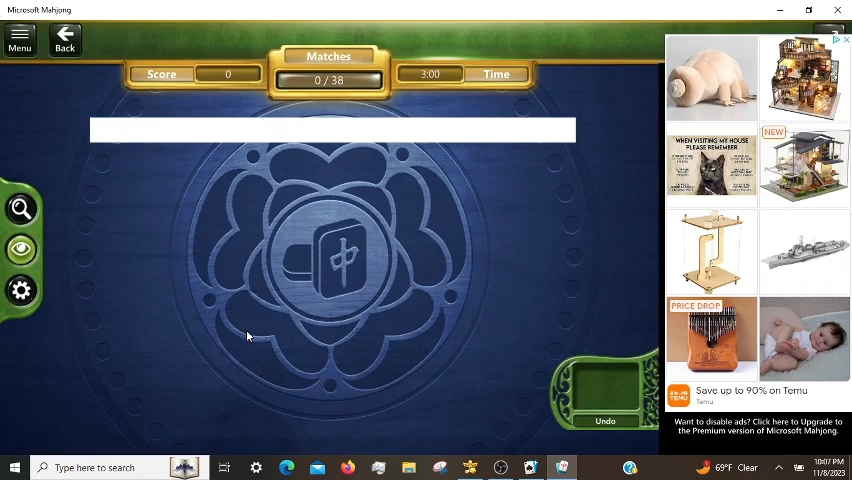 Microsoft Mahjong
Menu
Back
Matches
Score
0
0 / 38
3:00
Time
中
Undo
WHEN VISITING MY HOUSE
PLEASE REMEMBER
NEW
PRICE DROP
TEMU
Save up to 90% on Temu
Temu
Want to disable ads? Click here to Upgrade to
the Premium version of Microsoft Mahjong.
Type here to search
69°F Clear
10:07 PM
11/8/2023